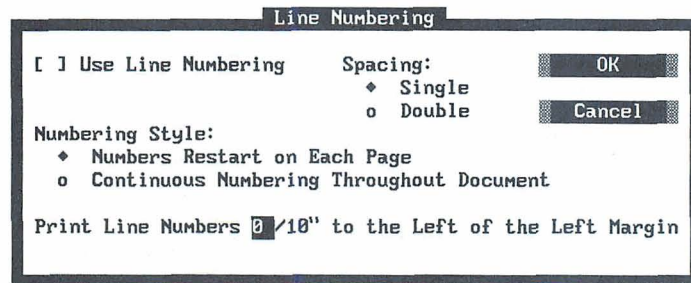 Line Numbering
[ ] Use Line Numbering Spacing: OK
◆ Single
o Double Cancel
Numbering Style:
◆ Numbers Restart on Each Page
o Continuous Numbering Throughout Document
Print Line Numbers 0/10" to the Left of the Left Margin